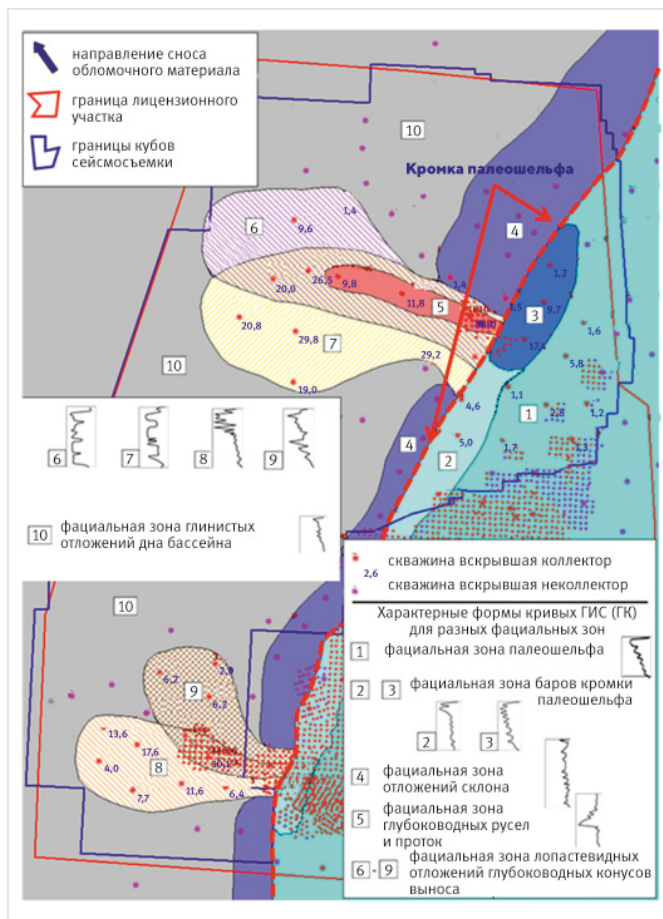 направление сноса
обломочного материала
граница лицензионного
участка
границы кубов
сейсмосъемки
10
Кромка палеошельфа
4
6
1,4
9,6
1,4
1,2
20,0
26,5
9,8
11,8
5
1,5
9,7
3
20,8
29,8
7
17,4
1,6
29,2
5,8
10
19,0
4,6
1,1
1
2,8
1,2
4
5,0
2
1,7
1,3
6
7
8
9
10
фациальная зона глинистых
отложений дна бассейна
скважина вскрывшая коллектор
2,6
скважина вскрывшая неколлектор
Характерные формы кривых ГИС (ГК)
для разных фациальных зон
1
фациальная зона палеошельфа
2
3
фациальная зона баров кромки
палеошельфа
2
3
4
фациальная зона
отложений склона
5
фациальная зона
глубоководных русел
и проток
6 - 9
фациальная зона лопастевидных
отложений глубоководных конусов
выноса
10
6,2
9
6,2
13,6
17,6
4,0
8
7,7
11,6
6,4